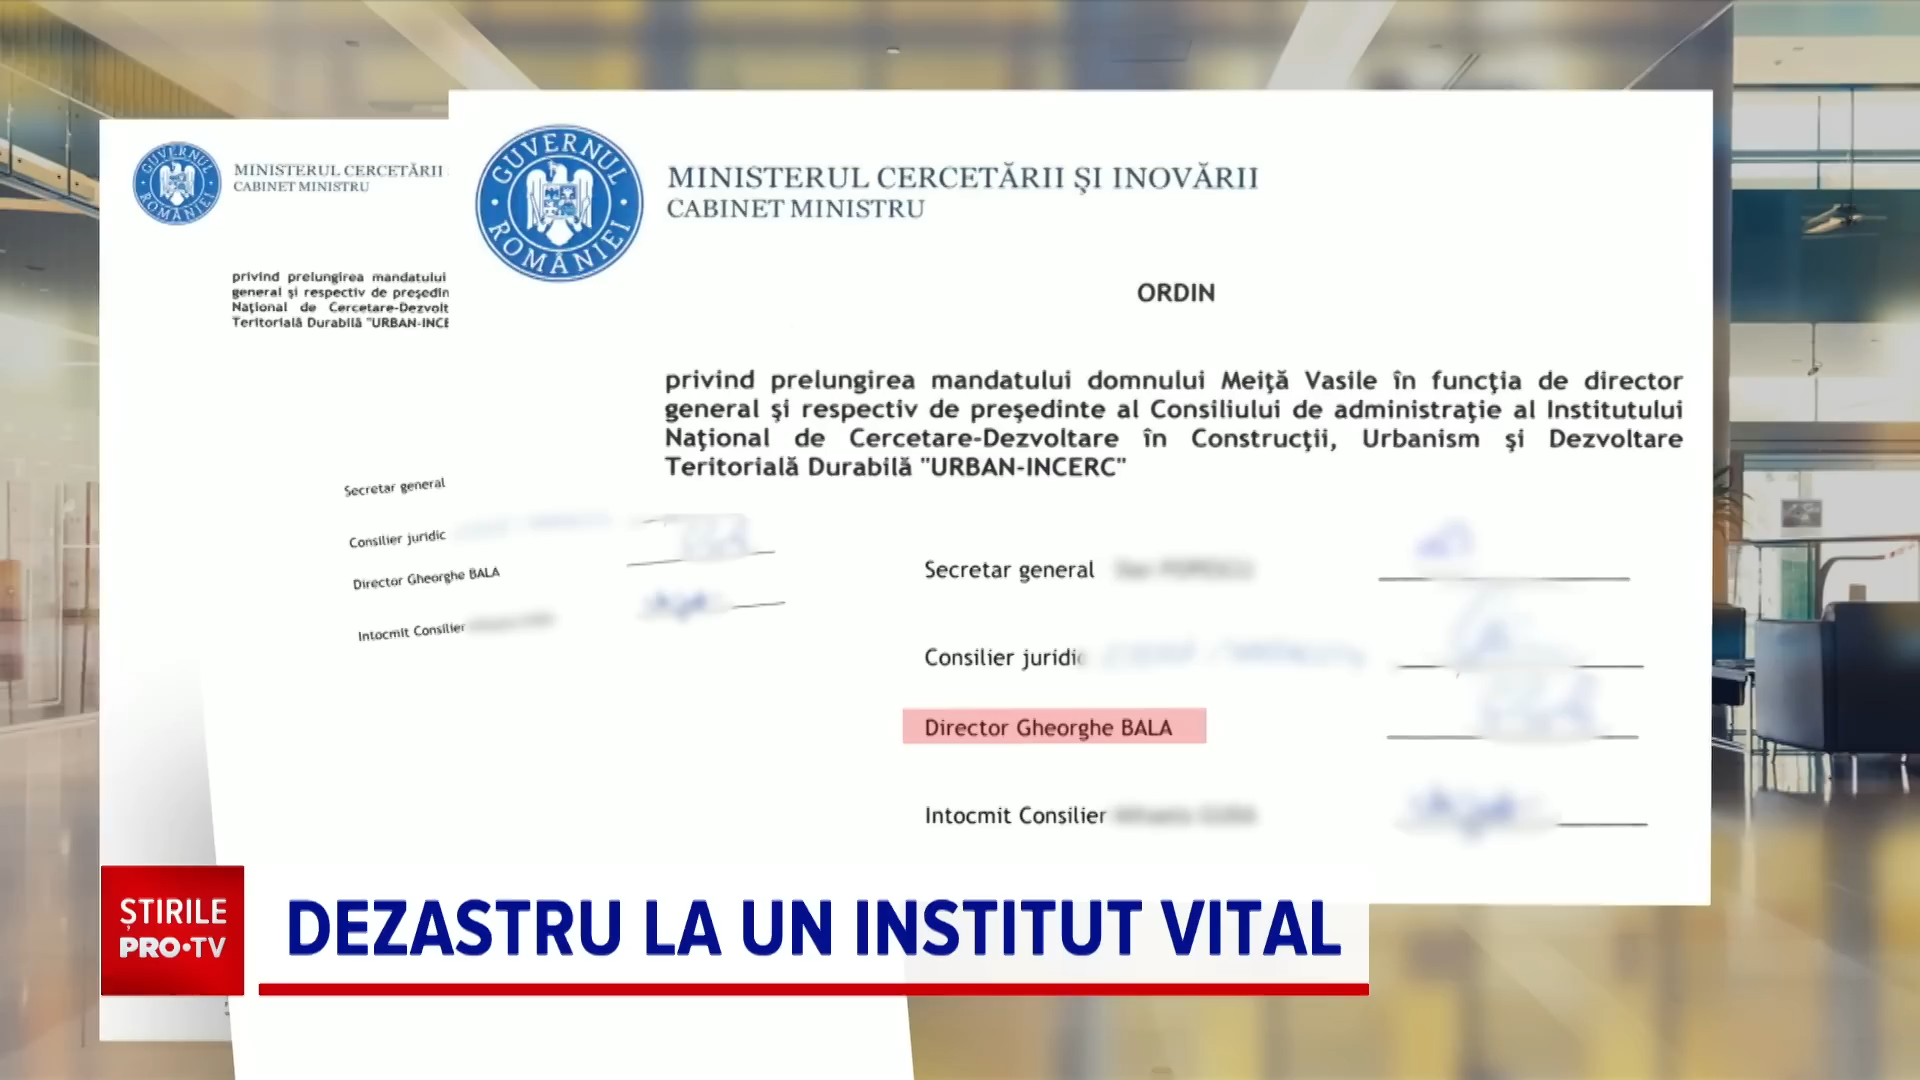 GUVERNUL ROMÂNIEI
MINISTERUL CERCETĂRII
CABINET MINISTRU
privind prelungirea mandatului
general şi respectiv de preşedin
Naţional de Cercetare-Dezvolt
Teritorială Durabilă "URBAN-INCE
Secretar general
Consilier juridic
Director Gheorghe BALA
Intocmit Consilier
GUVERNUL ROMÂNIEI
MINISTERUL CERCETĂRII ŞI INOVĂRII
CABINET MINISTRU
ORDIN
privind prelungirea mandatului domnului Meiţă Vasile în funcţia de director
general şi respectiv de preşedinte al Consiliului de administraţie al Institutului
Naţional de Cercetare-Dezvoltare în Construcţii, Urbanism şi Dezvoltare
Teritorială Durabilă "URBAN-INCERC"
Secretar general
Consilier juridic
Director Gheorghe BALA
Intocmit Consilier
ȘTIRILE
PRO•TV
DEZASTRU LA UN INSTITUT VITAL